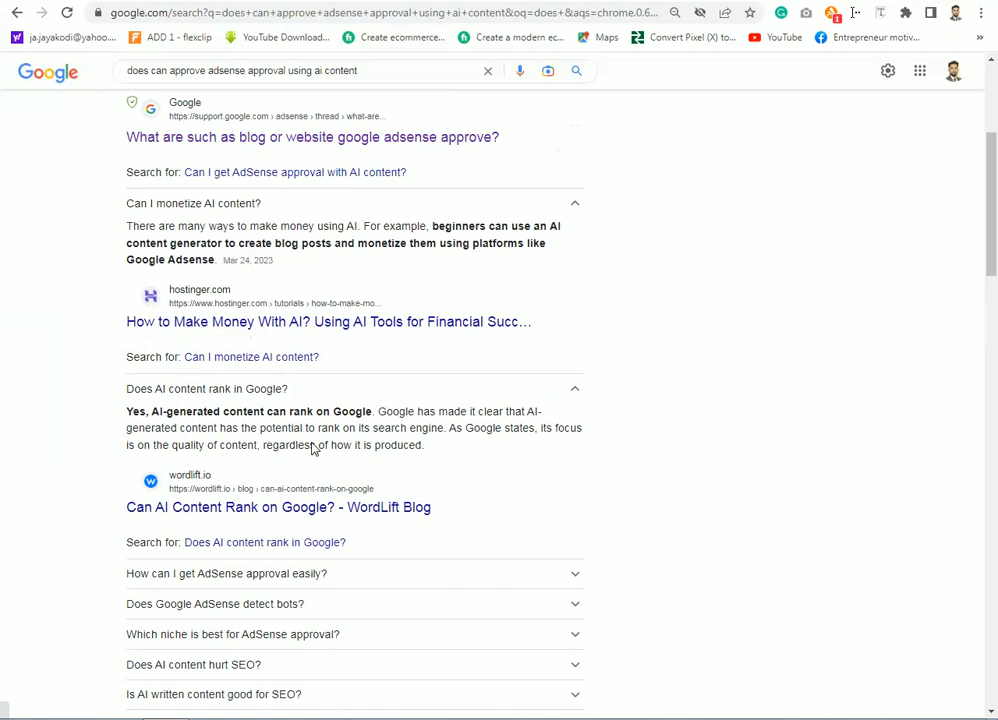 google.com/search?q=does+can+approve+adsense+approval+using+ai+content&oq=does+&aqs=chrome.0.6...
ja.jayakodi@yahoo....
ADD 1 - flexclip
YouTube Download...
Create ecommerce...
Create a modern ec...
Maps
Convert Pixel (X) to...
YouTube
Entrepreneur motiv...
»
1
Google
does can approve adsense approval using ai content
Google
https://support.google.com › adsense › thread › what-are...
What are such as blog or website google adsense approve?
Search for: Can I get AdSense approval with AI content?
Can I monetize AI content?
There are many ways to make money using AI. For example, beginners can use an AI
content generator to create blog posts and monetize them using platforms like
Google Adsense. Mar 24, 2023
hostinger.com
https://www.hostinger.com › tutorials › how-to-make-mo...
How to Make Money With AI? Using AI Tools for Financial Succ...
Search for: Can I monetize AI content?
Does AI content rank in Google?
Yes, AI-generated content can rank on Google. Google has made it clear that AI-
generated content has the potential to rank on its search engine. As Google states, its focus
is on the quality of content, regardless of how it is produced.
wordlift.io
https://wordlift.io › blog › can-ai-content-rank-on-google
Can AI Content Rank on Google? - WordLift Blog
Search for: Does AI content rank in Google?
How can I get AdSense approval easily?
Does Google AdSense detect bots?
Which niche is best for AdSense approval?
Does AI content hurt SEO?
Is AI written content good for SEO?